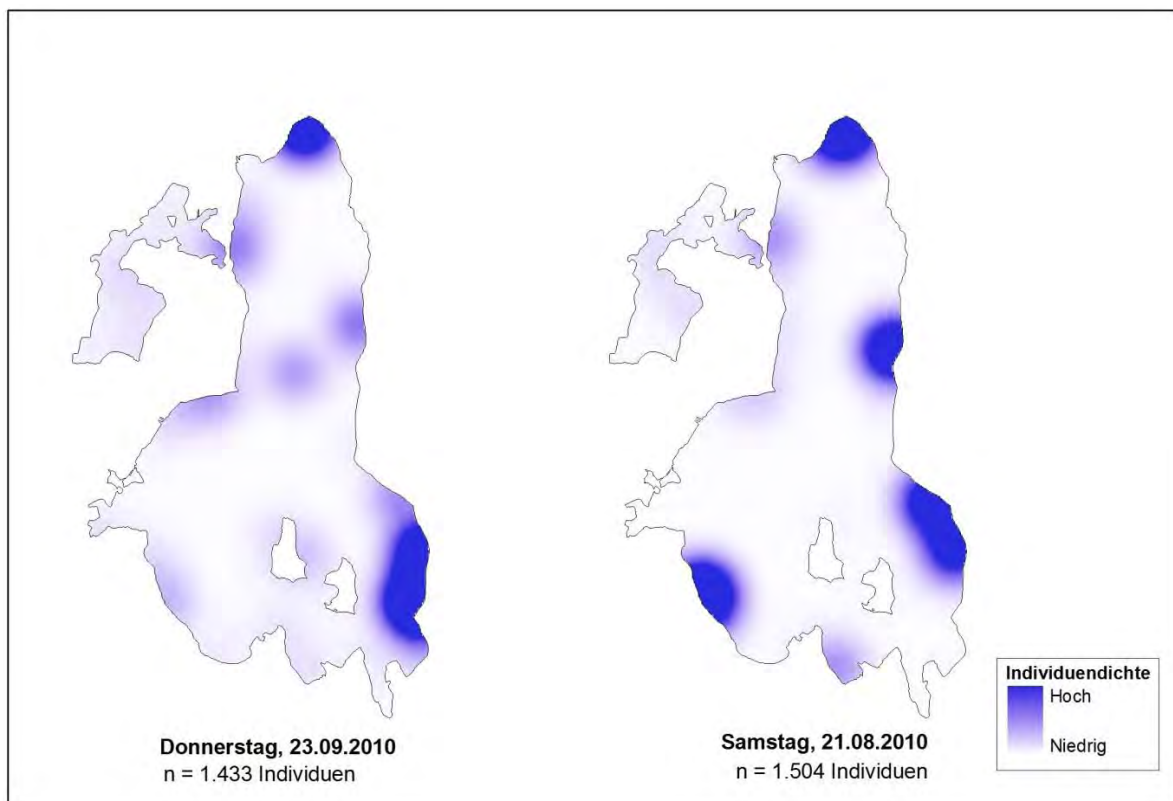 Donnerstag, 23.09.2010
n = 1.433 Individuen
Samstag, 21.08.2010
n = 1.504 Individuen
Individuendichte
Hoch
Niedrig